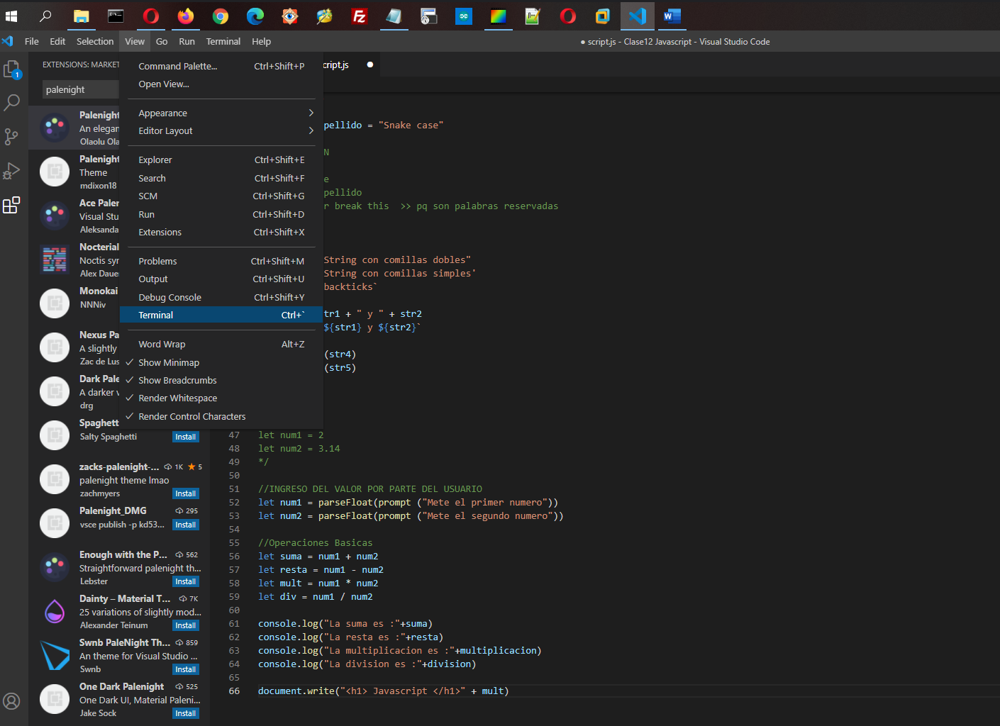 File Edit Selection View Go Run Terminal Help
● script.js - Clase12 Javascript - Visual Studio Code
EXTENSIONS: MARKET
cript.js
palenight
1
Palenight
An elegan
Olaolu Ola
Palenight
Theme
mdixon18
Ace Palen
Visual Stu
Aleksanda
Nocterial
Noctis syn
Alex Dauer
Monokai
NNNiv
Nexus Pa
A slightly
Zac de Lus
Dark Pale
A darker v
drg
Spaghett
Salty Spaghetti Install
zacks-palenight-... 1K ★ 5
palenight theme lmao
zachmyers Install
Palenight_DMG 295
vsce publish -p kd53... Install
Enough with the P... 562
Straightforward palenight th...
Lebster Install
Dainty – Material T... 7K
25 variations of slightly mod...
Alexander Teinum Install
Swnb PaleNight Th... 859
An theme for Visual Studio ...
Swnb Install
One Dark Palenight 525
One Dark UI, Material Paleni...
Jake Sock Install
Command Palette... Ctrl+Shift+P
Open View...
Appearance
Editor Layout
Explorer Ctrl+Shift+E
Search Ctrl+Shift+F
SCM Ctrl+Shift+G
Run Ctrl+Shift+D
Extensions Ctrl+Shift+X
Problems Ctrl+Shift+M
Output Ctrl+Shift+U
Debug Console Ctrl+Shift+Y
Terminal Ctrl+`
Word Wrap Alt+Z
✓ Show Minimap
✓ Show Breadcrumbs
✓ Render Whitespace
✓ Render Control Characters
pellido = "Snake case"
N
e
pellido
r break this >> pq son palabras reservadas
String con comillas dobles"
String con comillas simples'
backticks`
tr1 + " y " + str2
${str1} y ${str2}`
(str4)
(str5)
47 let num1 = 2
48 let num2 = 3.14
49 */
50
51 //INGRESO DEL VALOR POR PARTE DEL USUARIO
52 let num1 = parseFloat(prompt ("Mete el primer numero"))
53 let num2 = parseFloat(prompt ("Mete el segundo numero"))
54
55 //Operaciones Basicas
56 let suma = num1 + num2
57 let resta = num1 - num2
58 let mult = num1 * num2
59 let div = num1 / num2
60
61 console.log("La suma es :"+suma)
62 console.log("La resta es :"+resta)
63 console.log("La multiplicacion es :"+multiplicacion)
64 console.log("La division es :"+division)
65
66 document.write("<h1> Javascript </h1>" + mult)